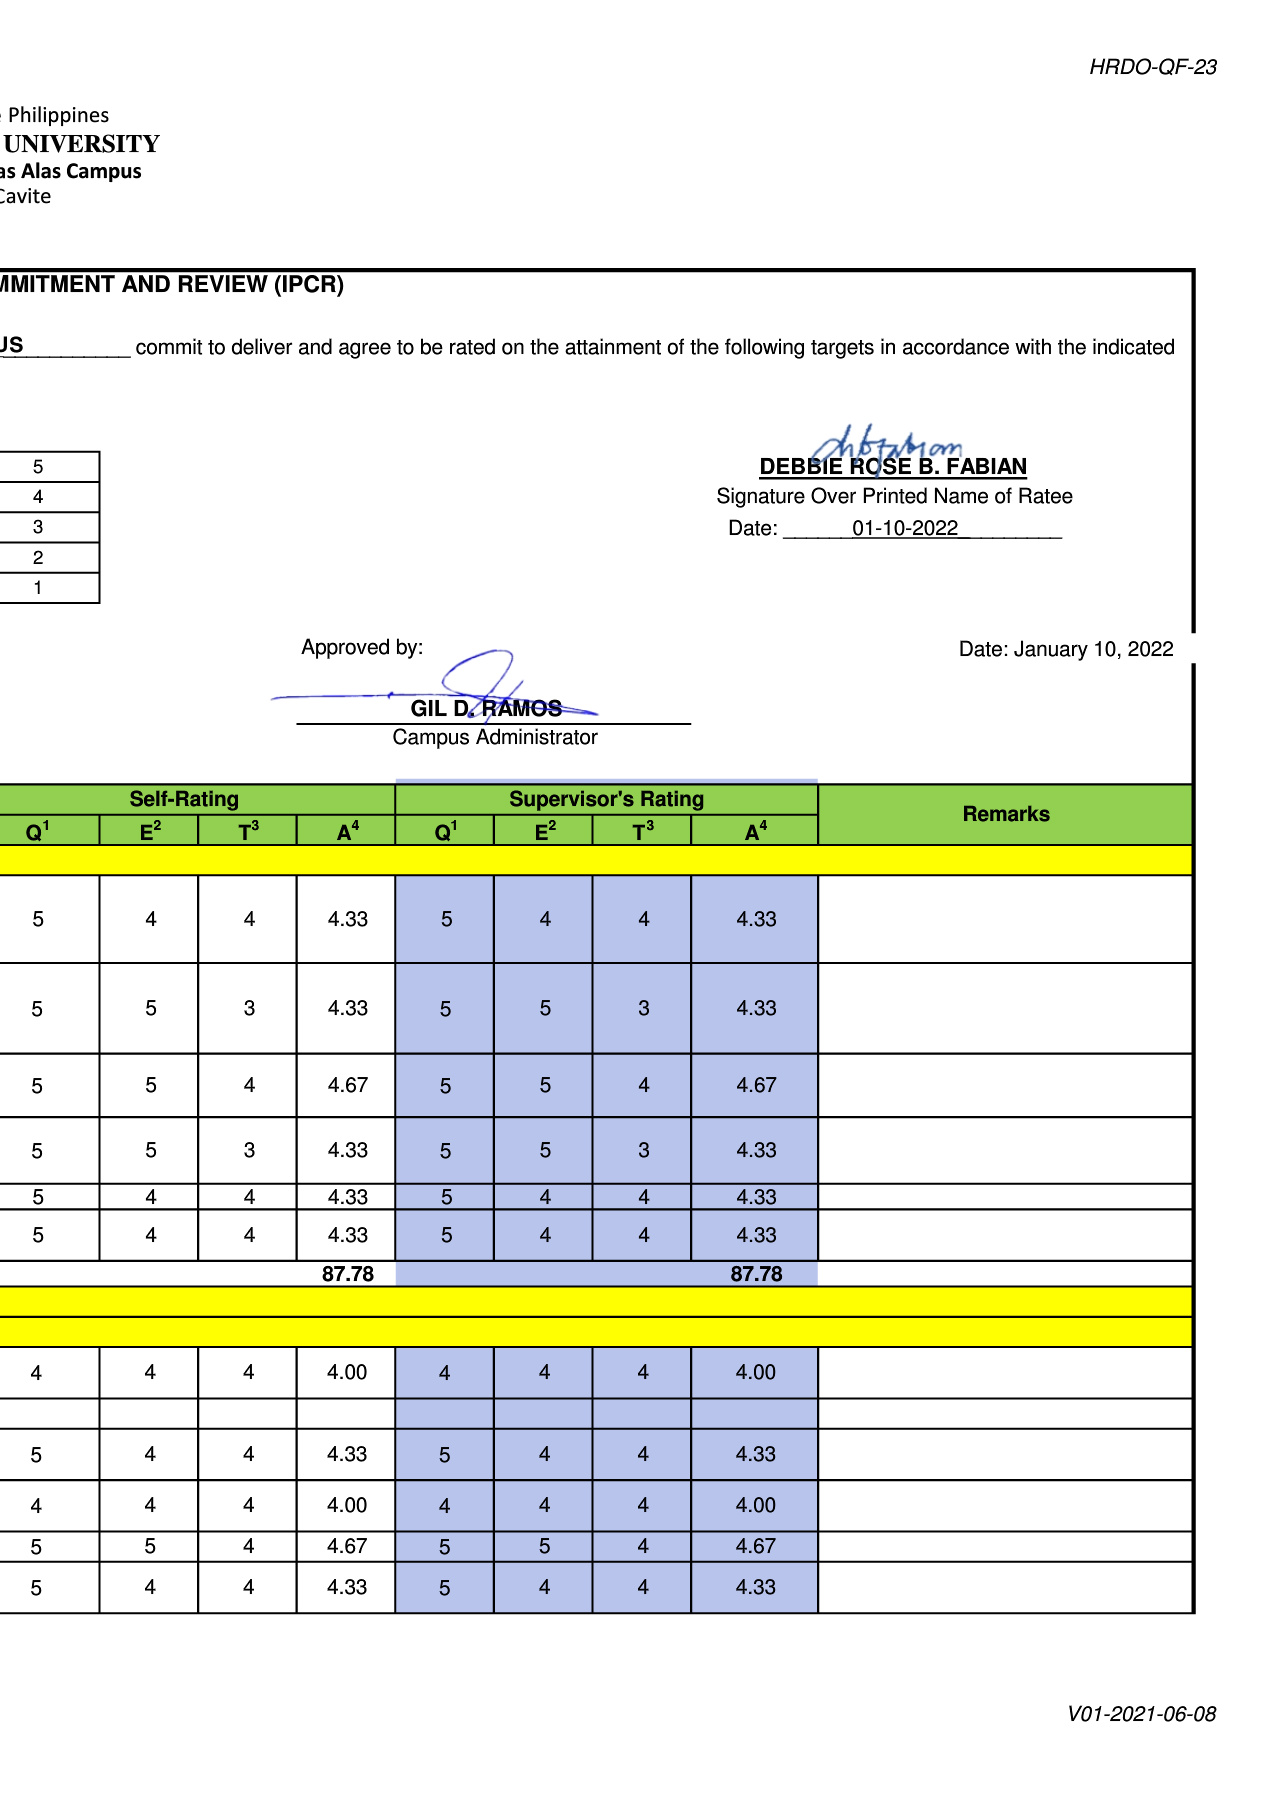 HRDO-QF-23
e Philippines
UNIVERSITY
as Alas Campus
Cavite
MMITMENT AND REVIEW (IPCR)
US___________ commit to deliver and agree to be rated on the attainment of the following targets in accordance with the indicated
5
4
3
2
1
DEBBIE ROSE B. FABIAN
Signature Over Printed Name of Ratee
Date: ______01-10-2022_________
Approved by:
Date: January 10, 2022
GIL D. RAMOS
Campus Administrator
Self-Rating Supervisor's Rating Remarks
Q1 E2 T3 A4 Q1 E2 T3 A4
5 4 4 4.33 5 4 4 4.33
5 5 3 4.33 5 5 3 4.33
5 5 4 4.67 5 5 4 4.67
5 5 3 4.33 5 5 3 4.33
5 4 4 4.33 5 4 4 4.33
5 4 4 4.33 5 4 4 4.33
87.78 87.78
4 4 4 4.00 4 4 4 4.00
5 4 4 4.33 5 4 4 4.33
4 4 4 4.00 4 4 4 4.00
5 5 4 4.67 5 5 4 4.67
5 4 4 4.33 5 4 4 4.33
V01-2021-06-08